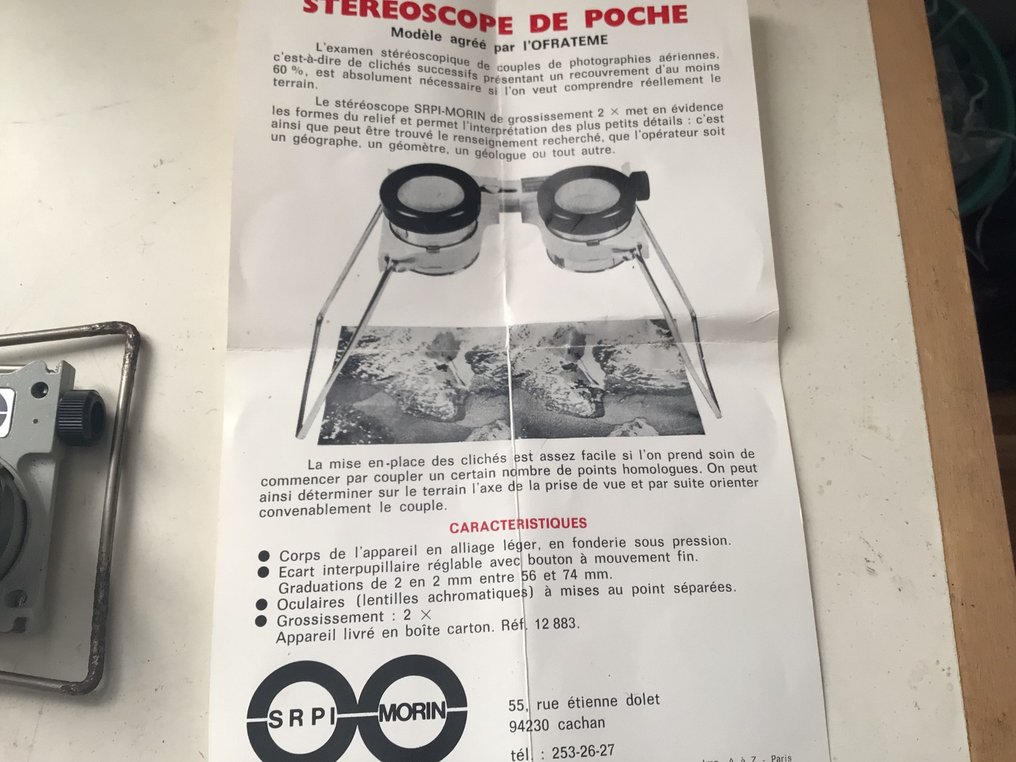 STEREOSCOPE DE POCHE
Modèle agréé par l'OFRATEME
L'examen stéréoscopique de couples de photographies aériennes,
c'est-à-dire de clichés successifs présentant un recouvrement d'au moins
60 %, est absolument nécessaire si l'on veut comprendre réellement le
terrain.
Le stéréoscope SRPI-MORIN de grossissement 2 × met en évidence
les formes du relief et permet l'interprétation des plus petits détails : c'est
ainsi que peut être trouvé le renseignement recherché, que l'opérateur soit
un géographe, un géomètre, un géologue ou tout autre.
La mise en-place des clichés est assez facile si l'on prend soin de
commencer par coupler un certain nombre de points homologues. On peut
ainsi déterminer sur le terrain l'axe de la prise de vue et par suite orienter
convenablement le couple.
CARACTERISTIQUES
● Corps de l'appareil en alliage léger, en fonderie sous pression.
● Ecart interpupillaire réglable avec bouton à mouvement fin.
Graduations de 2 en 2 mm entre 56 et 74 mm.
● Oculaires (lentilles achromatiques) à mises au point séparées.
● Grossissement : 2 ×
Appareil livré en boîte carton. Réf. 12 883.
SRPI MORIN
55, rue étienne dolet
94230 cachan
tél. : 253-26-27
A à Z - Paris